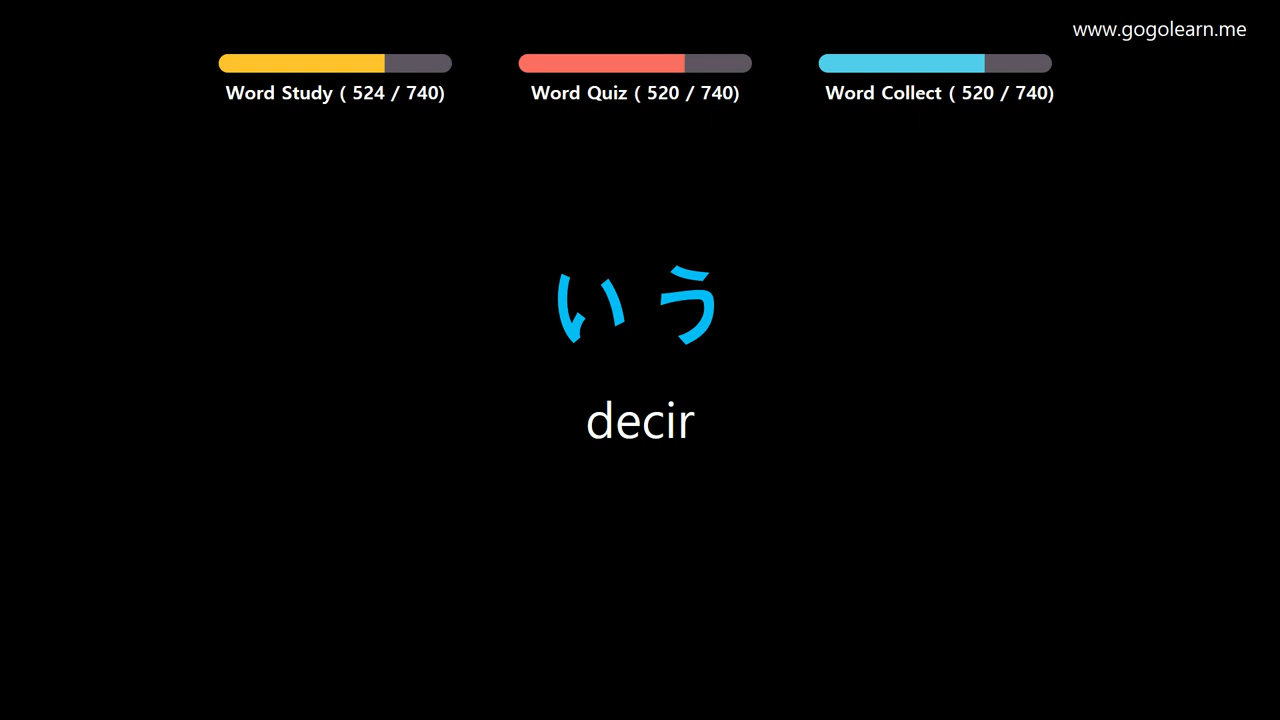 www.gogolearn.me
Word Study ( 524 / 740)
Word Quiz ( 520 / 740)
Word Collect ( 520 / 740)
いう
decir